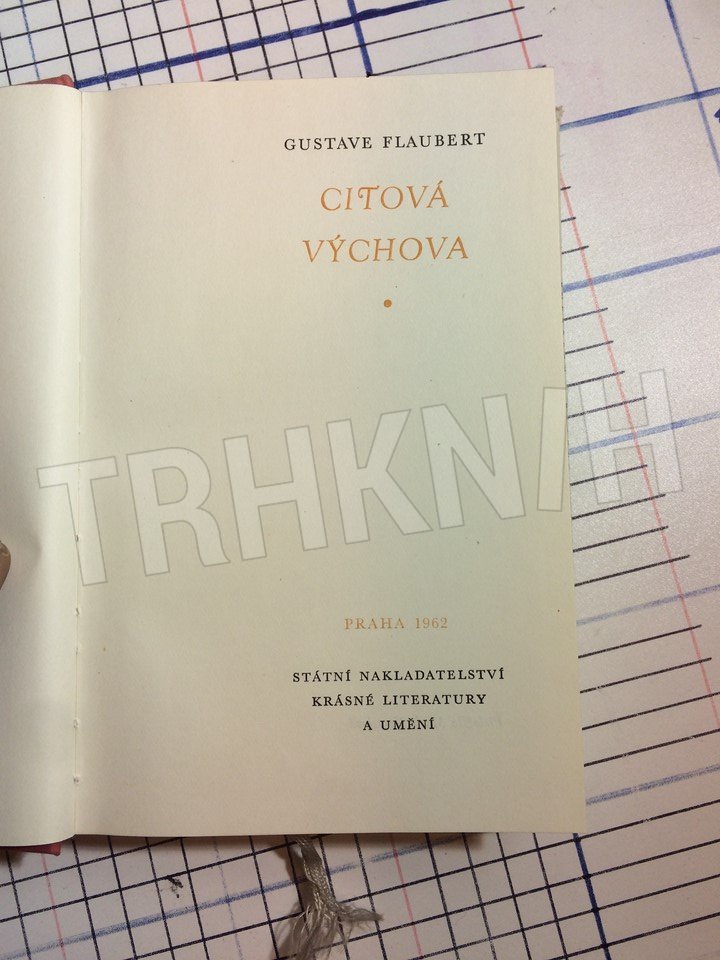 GUSTAVE FLAUBERT
CITOVÁ
VÝCHOVA
TRHKNIH
PRAHA 1962
STÁTNÍ NAKLADATELSTVÍ
KRÁSNÉ LITERATURY
A UMĚNÍ